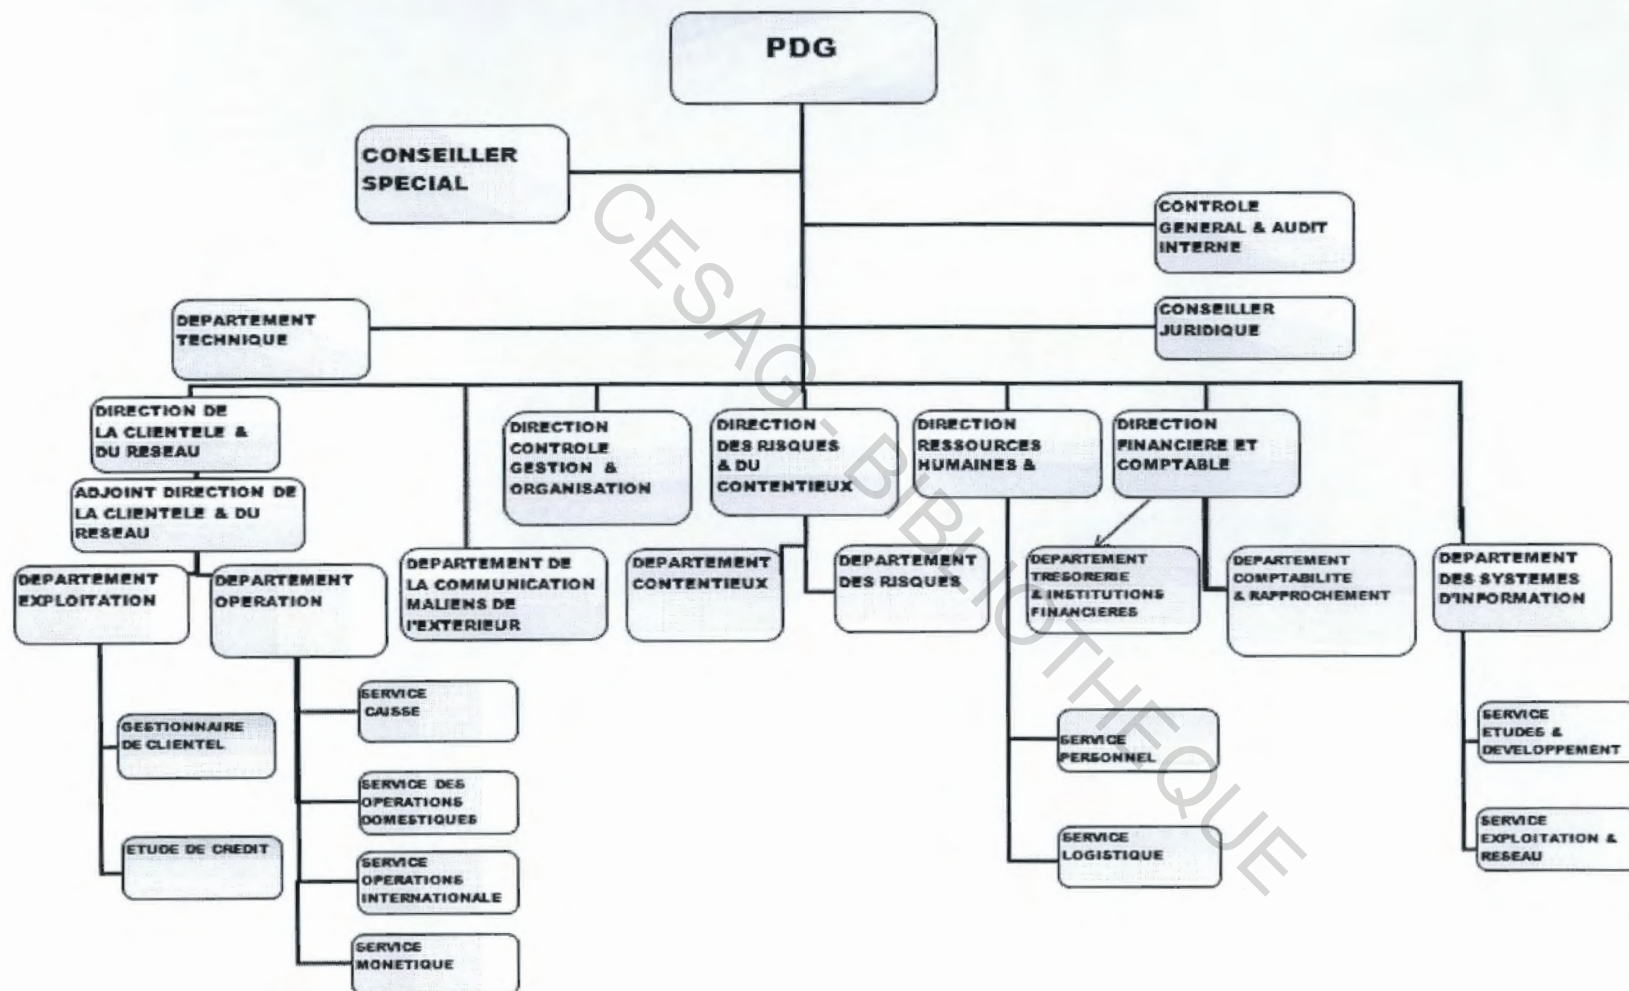 PDG
CONSEILLER
SPECIAL
CONTROLE
GENERAL & AUDIT
INTERNE
DEPARTEMENT
TECHNIQUE
CONSEILLER
JURIDIQUE
DIRECTION DE
LA CLIENTELE &
DU RESEAU
ADJOINT DIRECTION DE
LA CLIENTELE & DU
RESEAU
DIRECTION
CONTROLE
GESTION &
ORGANISATION
DIRECTION
DES RISQUES
& DU
CONTENTIEUX
DIRECTION
RESSOURCES
HUMAINES &
DIRECTION
FINANCIERE ET
COMPTABLE
DEPARTEMENT
EXPLOITATION
DEPARTEMENT
OPERATION
DEPARTEMENT DE
LA COMMUNICATION
MALIENS DE
l'EXTERIEUR
DEPARTEMENT
CONTENTIEUX
DEPARTEMENT
DES RISQUES
DEPARTEMENT
TRESORERIE
& INSTITUTIONS
FINANCIERES
DEPARTEMENT
COMPTABILITE
& RAPPROCHEMENT
DEPARTEMENT
DES SYSTEMES
D'INFORMATION
GESTIONNAIRE
DE CLIENTEL
ETUDE DE CREDIT
SERVICE
CAISSE
SERVICE DES
OPERATIONS
DOMESTIQUES
SERVICE
OPERATIONS
INTERNATIONALE
SERVICE
MONETIQUE
SERVICE
PERSONNEL
SERVICE
LOGISTIQUE
SERVICE
ETUDES &
DEVELOPPEMENT
SERVICE
EXPLOITATION &
RESEAU
CESAG - BIBLIOTHEQUE